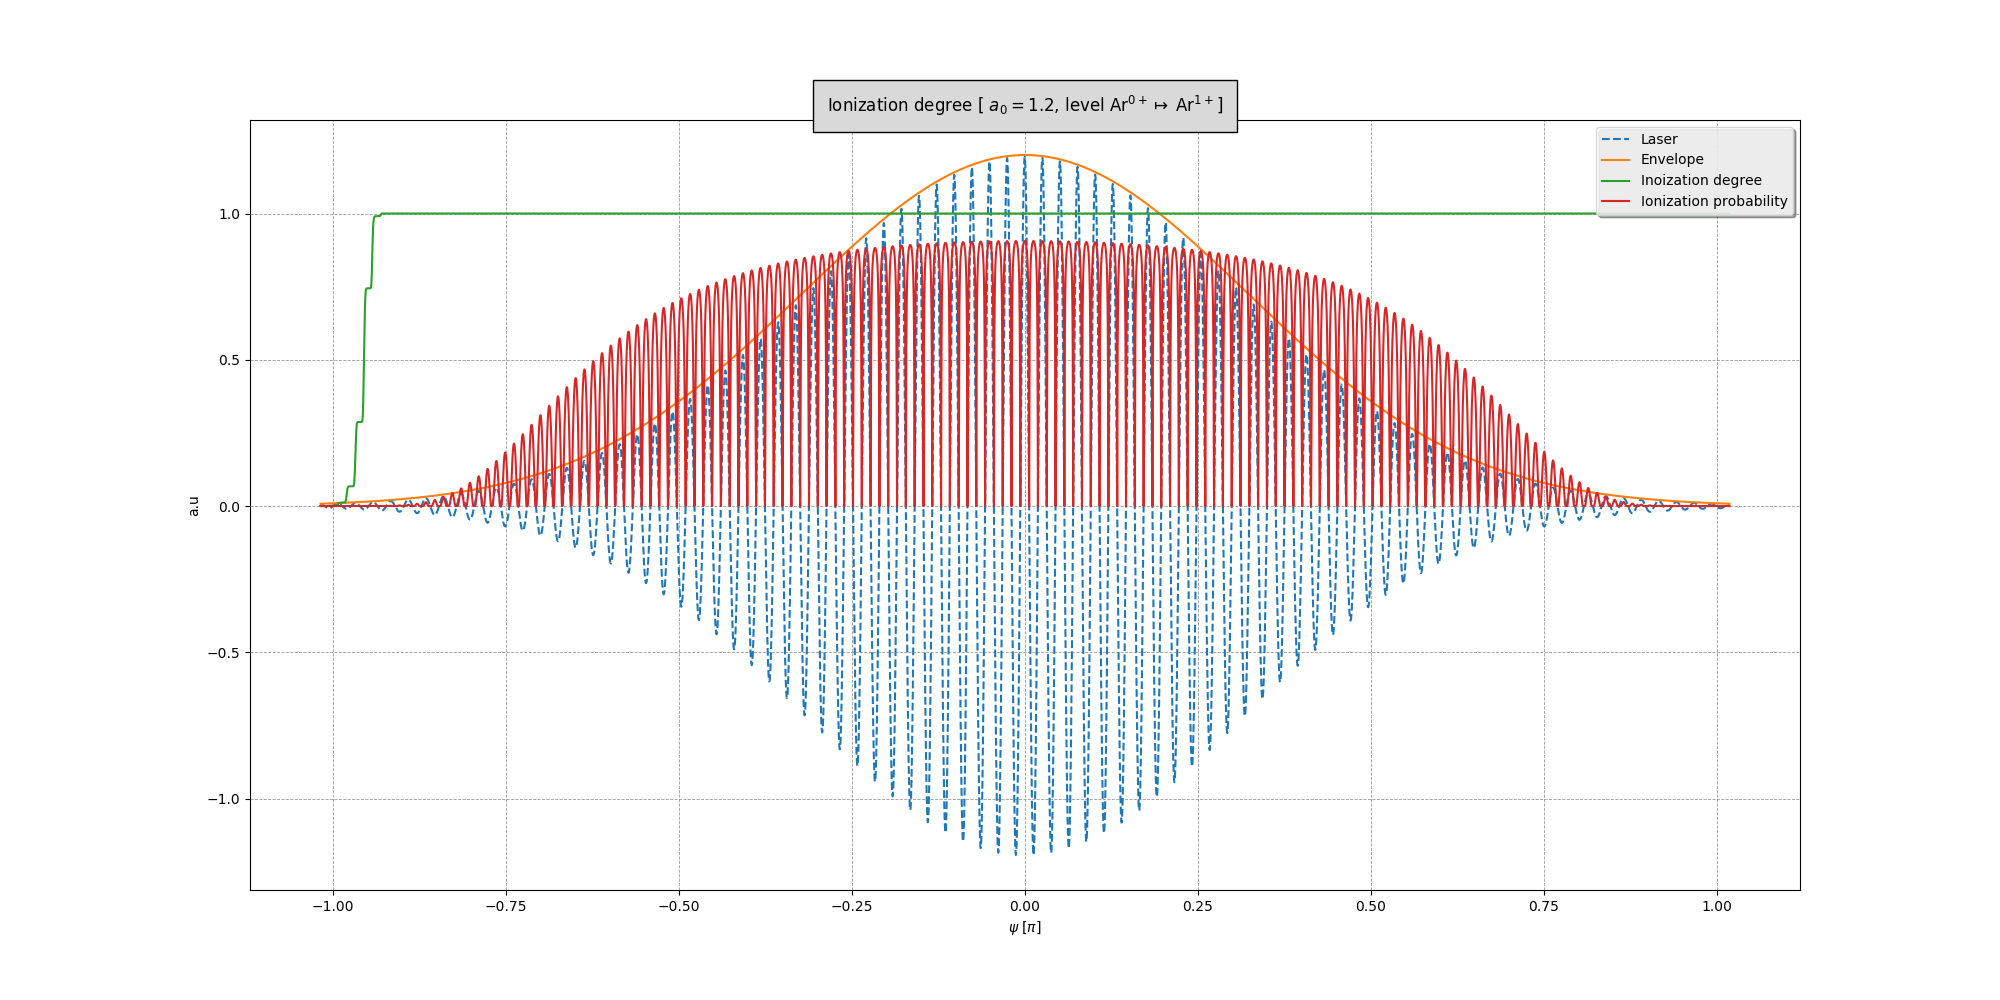 Ionization degree [ a₀ = 1.2, level Ar⁰⁺ ↦ Ar¹⁺]
Laser
Envelope
Inoization degree
Ionization probability
1.0
0.5
0.0
−0.5
−1.0
a.u
−1.00 −0.75 −0.50 −0.25 0.00 0.25 0.50 0.75 1.00
ψ [π]